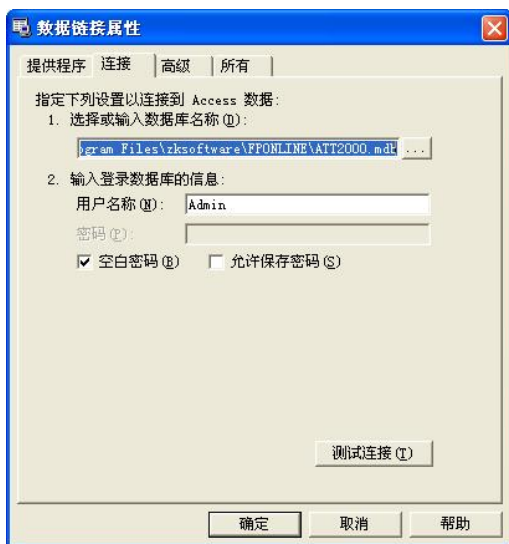 数据链接属性
提供程序 连接 高级 所有
指定下列设置以连接到 Access 数据:
1. 选择或输入数据库名称(D):
ogram Files\zksoftware\FPONLINE\ATT2000.mdb ...
2. 输入登录数据库的信息:
用户名称(N): Admin
密码(P):
空白密码(B) 允许保存密码(S)
测试连接(T)
确定 取消 帮助